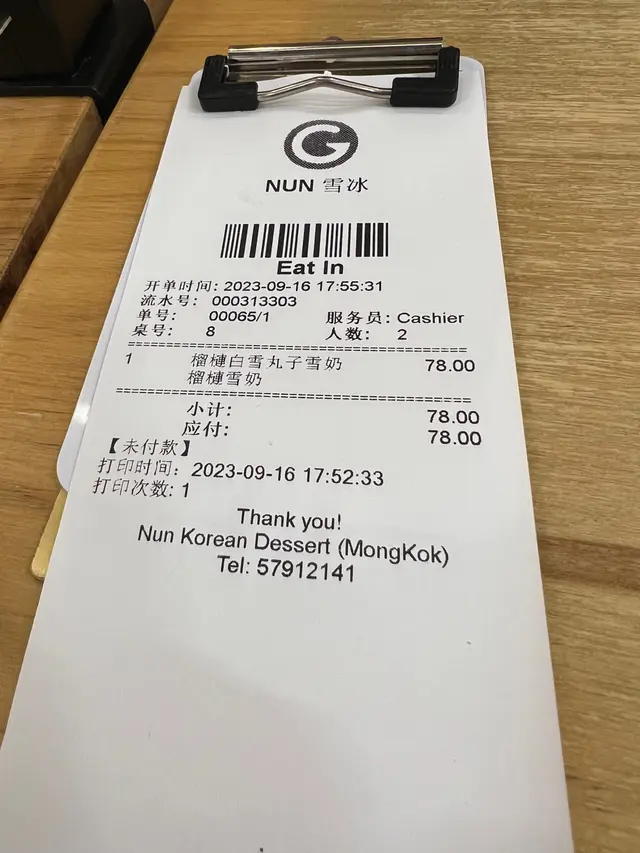 G
NUN 雪冰
Eat In
开单时间: 2023-09-16 17:55:31
流水号: 000313303
单号: 00065/1 服务员: Cashier
桌号: 8 人数: 2
1 榴槤白雪丸子雪奶 78.00
榴槤雪奶
小计: 78.00
应付: 78.00
【未付款】
打印时间: 2023-09-16 17:52:33
打印次数: 1
Thank you!
Nun Korean Dessert (MongKok)
Tel: 57912141